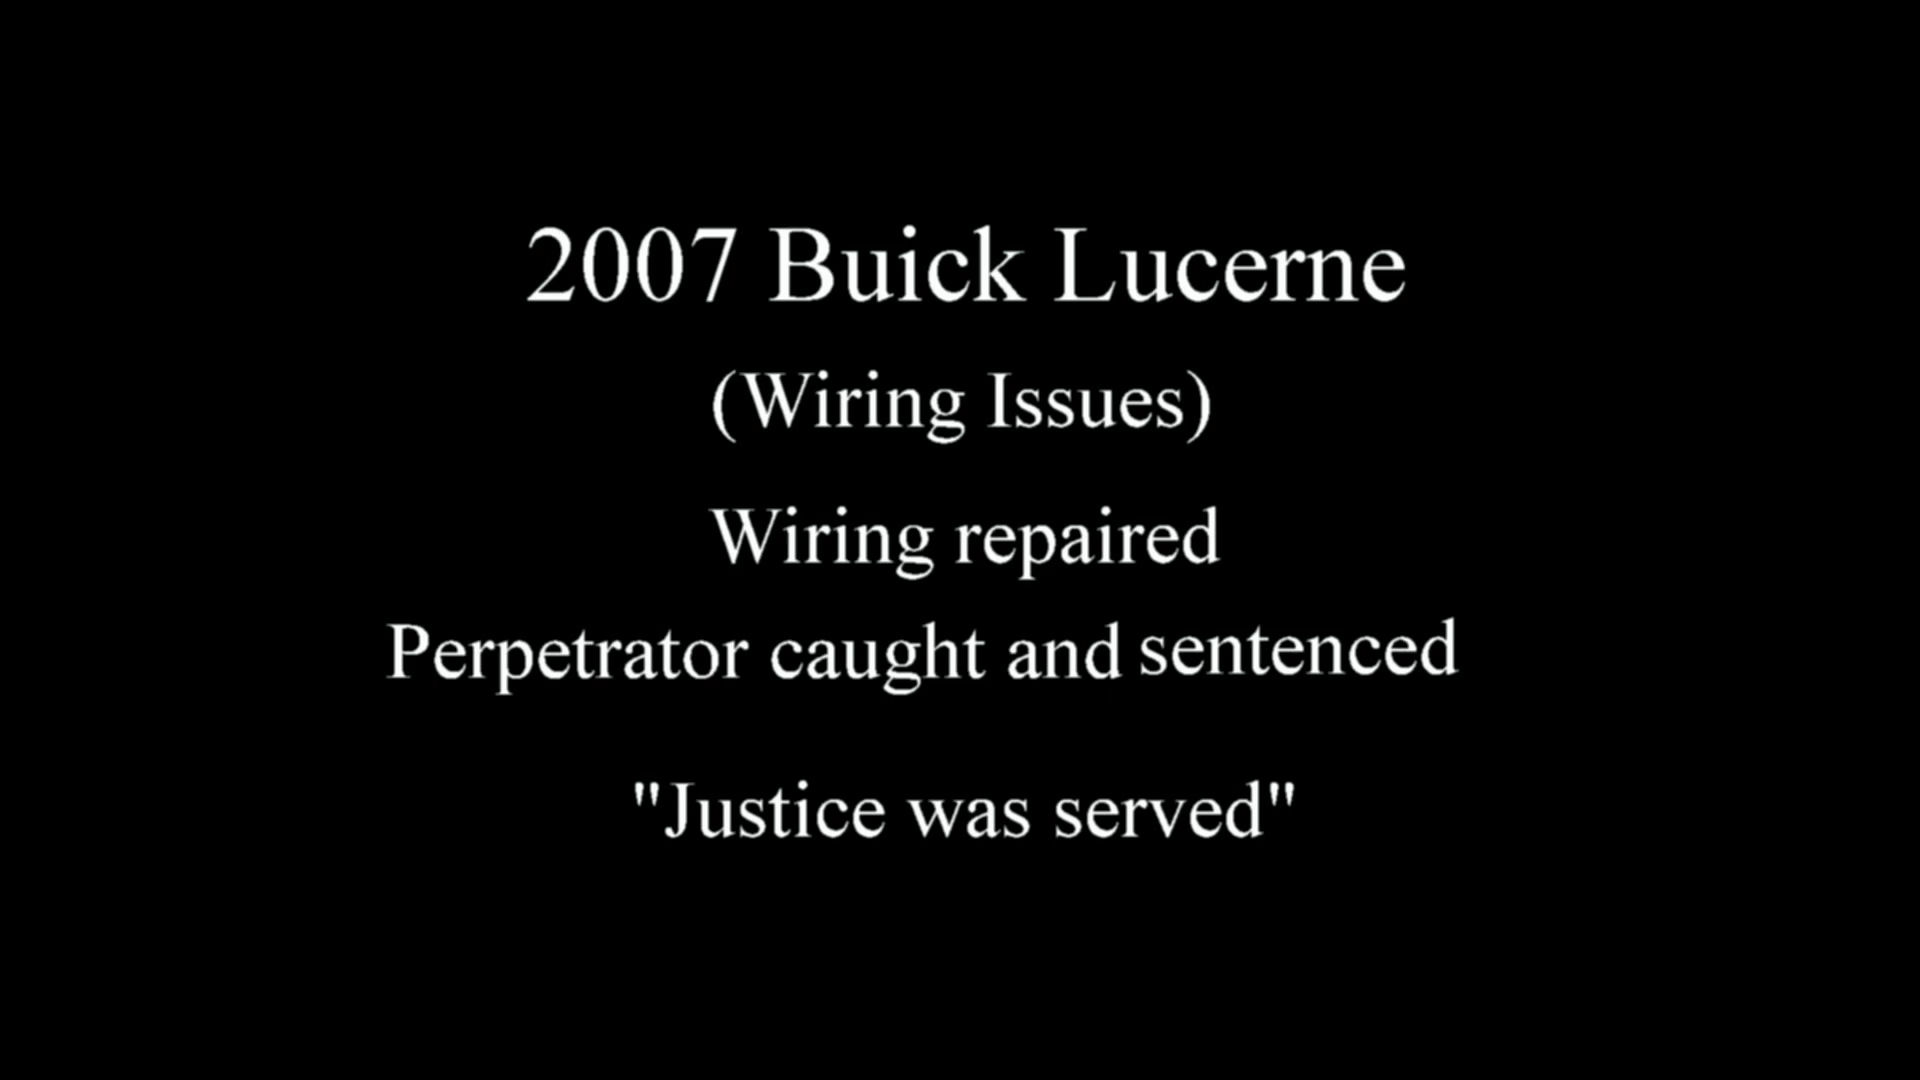 2007 Buick Lucerne
(Wiring Issues)
Wiring repaired
Perpetrator caught and sentenced
"Justice was served"